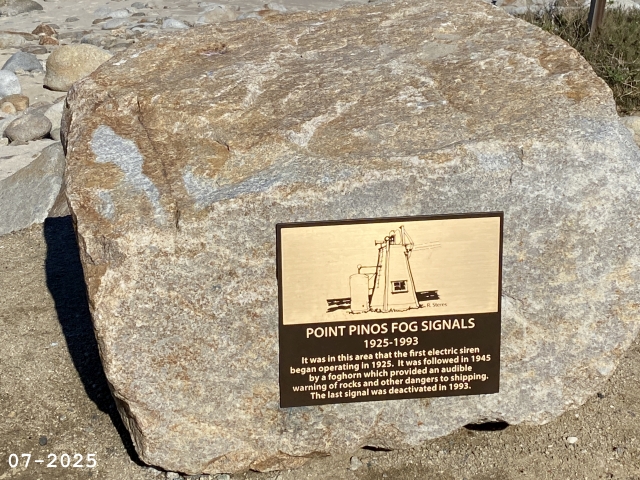 R. Sterne
POINT PINOS FOG SIGNALS
1925-1993
It was in this area that the first electric siren
began operating in 1925. It was followed in 1945
by a foghorn which provided an audible
warning of rocks and other dangers to shipping.
The last signal was deactivated in 1993.
07-2025